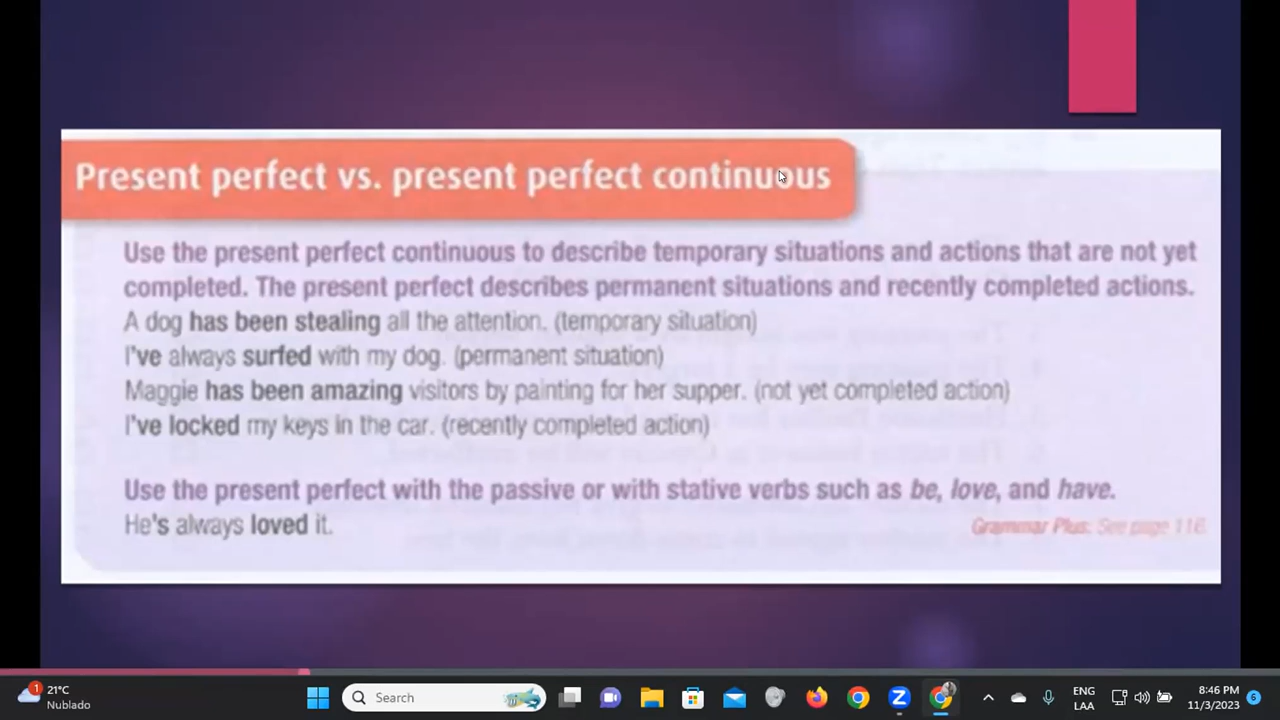 Present perfect vs. present perfect continuous
Use the present perfect continuous to describe temporary situations and actions that are not yet
completed. The present perfect describes permanent situations and recently completed actions.
A dog has been stealing all the attention. (temporary situation)
I've always surfed with my dog. (permanent situation)
Maggie has been amazing visitors by painting for her supper. (not yet completed action)
I've locked my keys in the car. (recently completed action)
Use the present perfect with the passive or with stative verbs such as be, love, and have.
He's always loved it.
Grammar Plus: See page 116.
1
21°C
Nublado
Search
ENG
LAA
8:46 PM
11/3/2023
6